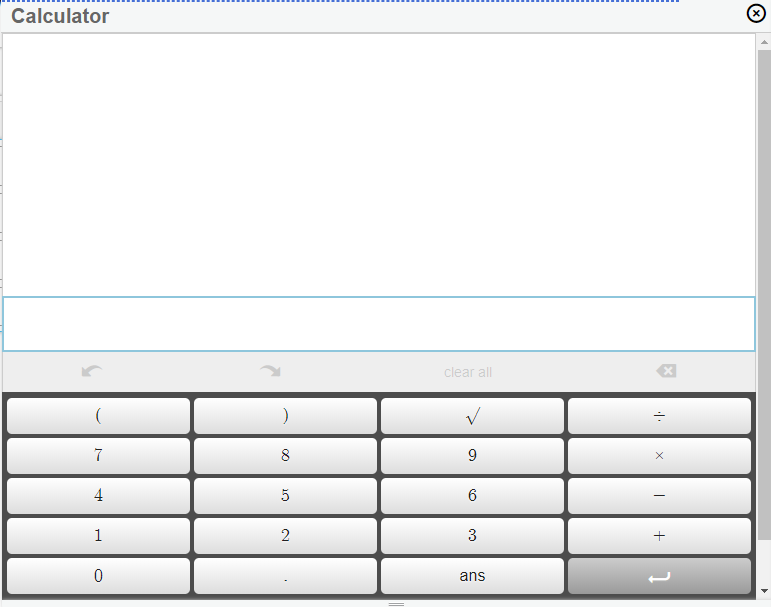 Calculator
clear all
( ) √ ÷
7 8 9 ×
4 5 6 −
1 2 3 +
0 . ans